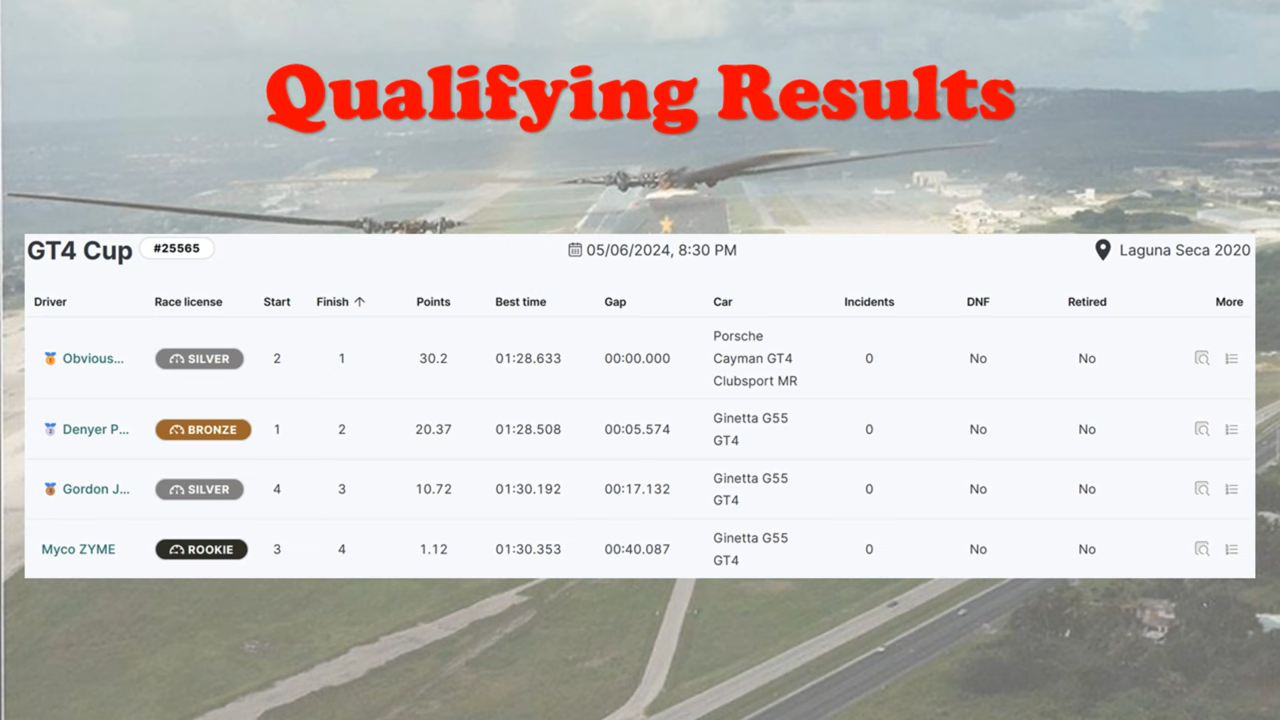 Qualifying Results
GT4 Cup #25565 05/06/2024, 8:30 PM Laguna Seca 2020
Driver Race license Start Finish ↑ Points Best time Gap Car Incidents DNF Retired More
Obvious... SILVER 2 1 30.2 01:28.633 00:00.000 Porsche Cayman GT4 Clubsport MR 0 No No
Denyer P... BRONZE 1 2 20.37 01:28.508 00:05.574 Ginetta G55 GT4 0 No No
Gordon J... SILVER 4 3 10.72 01:30.192 00:17.132 Ginetta G55 GT4 0 No No
Myco ZYME ROOKIE 3 4 1.12 01:30.353 00:40.087 Ginetta G55 GT4 0 No No